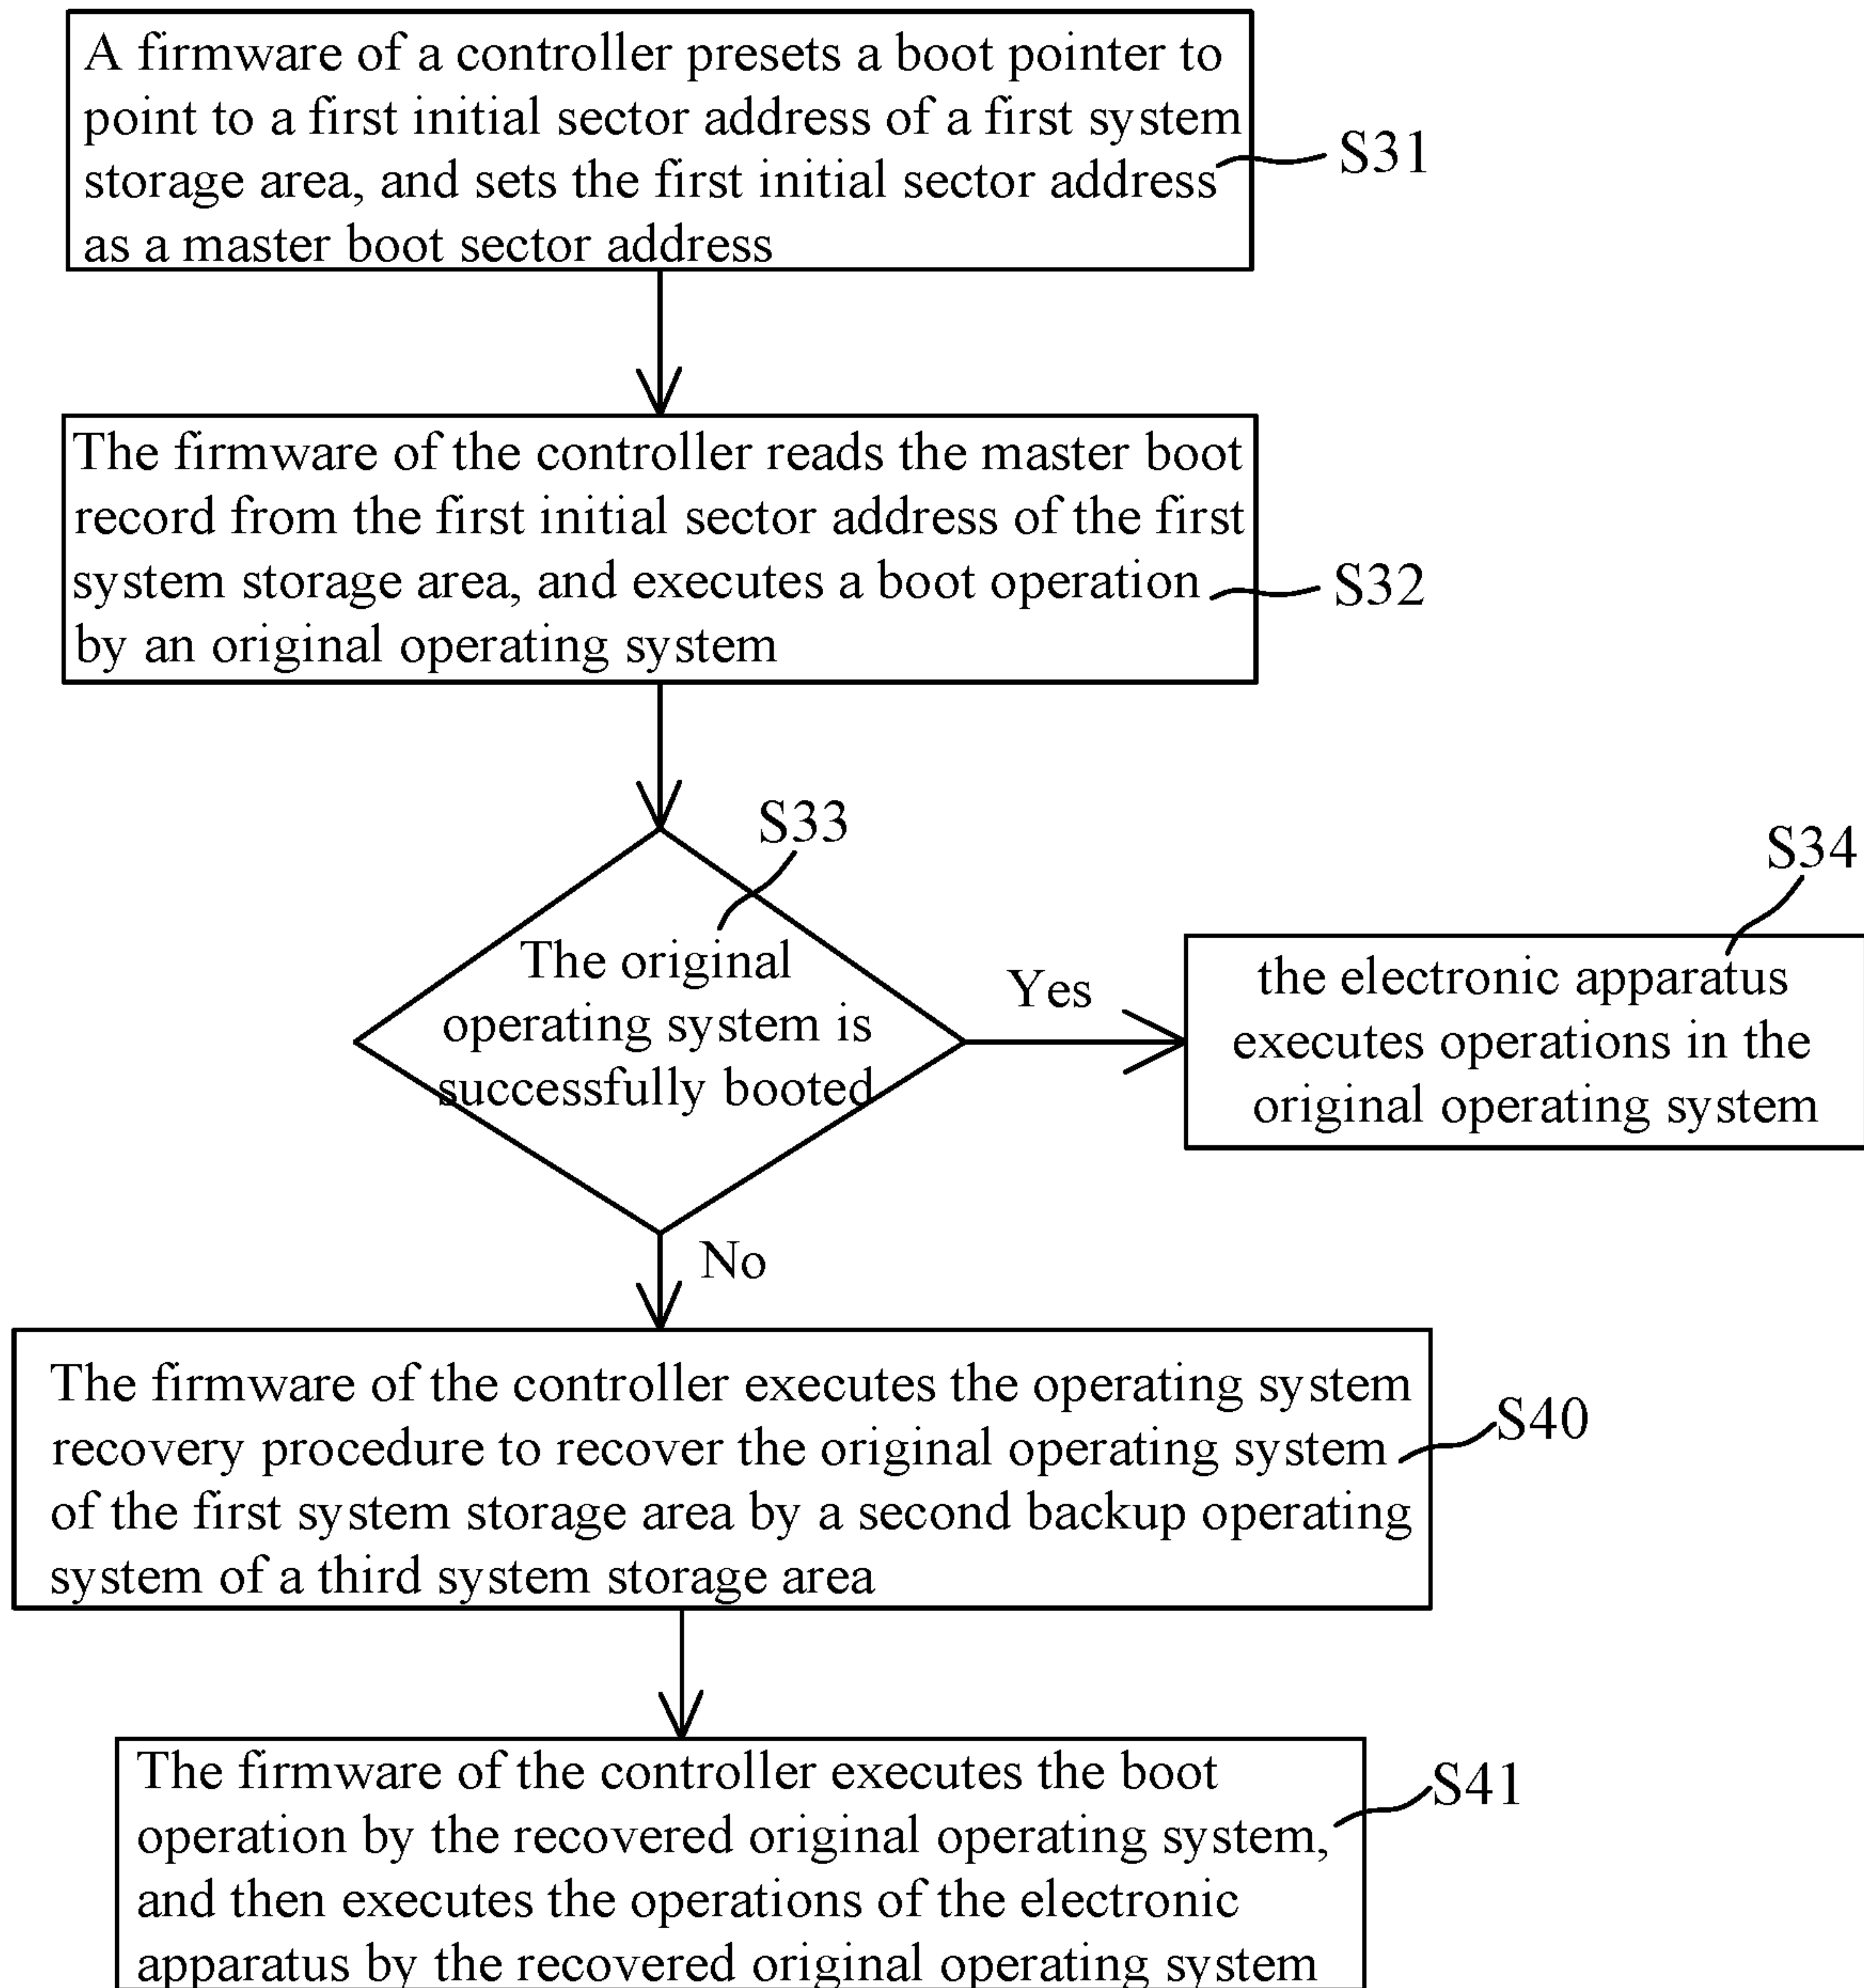 A firmware of a controller presets a boot pointer to
point to a first initial sector address of a first system
storage area, and sets the first initial sector address
as a master boot sector address
S31
The firmware of the controller reads the master boot
record from the first initial sector address of the first
system storage area, and executes a boot operation
by an original operating system
S32
S33
The original
operating system is
successfully booted
Yes
S34
the electronic apparatus
executes operations in the
original operating system
No
The firmware of the controller executes the operating system
recovery procedure to recover the original operating system
of the first system storage area by a second backup operating
system of a third system storage area
S40
The firmware of the controller executes the boot
operation by the recovered original operating system,
and then executes the operations of the electronic
apparatus by the recovered original operating system
S41